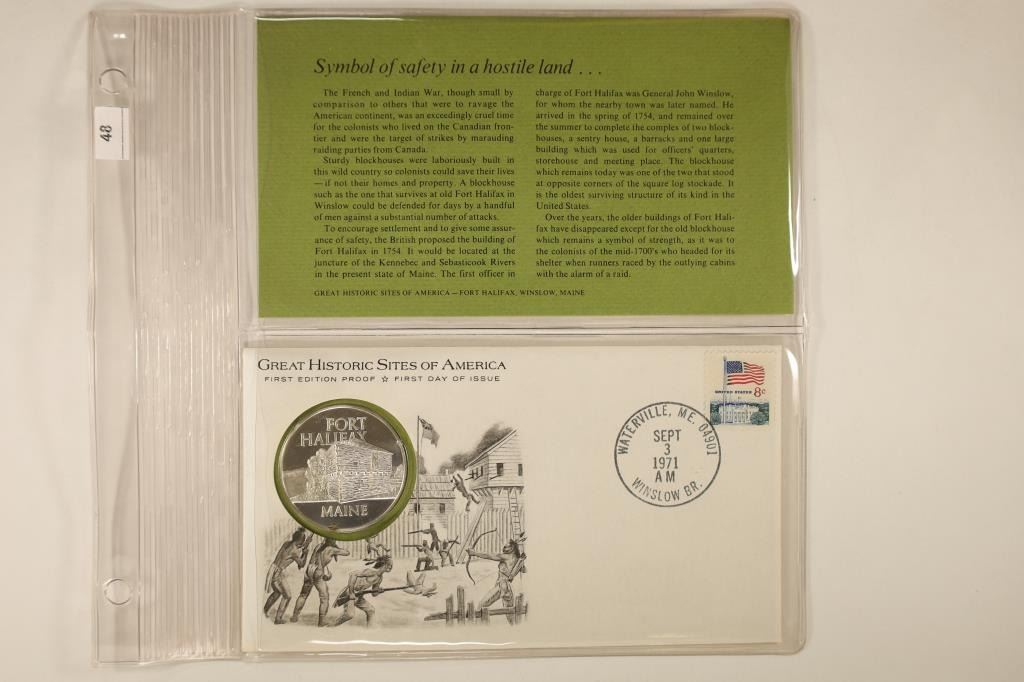 48
Symbol of safety in a hostile land . . .
The French and Indian War, though small by
comparison to others that were to ravage the
American continent, was an exceedingly cruel time
for the colonists who lived on the Canadian fron-
tier and were the target of strikes by marauding
raiding parties from Canada.
Sturdy blockhouses were laboriously built in
this wild country so colonists could save their lives
—if not their homes and property. A blockhouse
such as the one that survives at old Fort Halifax in
Winslow could be defended for days by a handful
of men against a substantial number of attacks.
To encourage settlement and to give some assur-
ance of safety, the British proposed the building of
Fort Halifax in 1754. It would be located at the
juncture of the Kennebec and Sebasticook Rivers
in the present state of Maine. The first officer in
charge of Fort Halifax was General John Winslow,
for whom the nearby town was later named. He
arrived in the spring of 1754, and remained over
the summer to complete the complex of two block-
houses, a sentry house, a barracks and one large
building which was used for officers' quarters,
storehouse and meeting place. The blockhouse
which remains today was one of the two that stood
at opposite corners of the square log stockade. It
is the oldest surviving structure of its kind in the
United States.
Over the years, the older buildings of Fort Hali-
fax have disappeared except for the old blockhouse
which remains a symbol of strength, as it was to
the colonists of the mid-1700's who headed for its
shelter when runners raced by the outlying cabins
with the alarm of a raid.
GREAT HISTORIC SITES OF AMERICA—FORT HALIFAX, WINSLOW, MAINE
GREAT HISTORIC SITES OF AMERICA
FIRST EDITION PROOF ☆ FIRST DAY OF ISSUE
FORT
HALIFAX
MAINE
UNITED STATES 8c
WATERVILLE, ME. 04901
SEPT
3
1971
AM
WINSLOW BR.